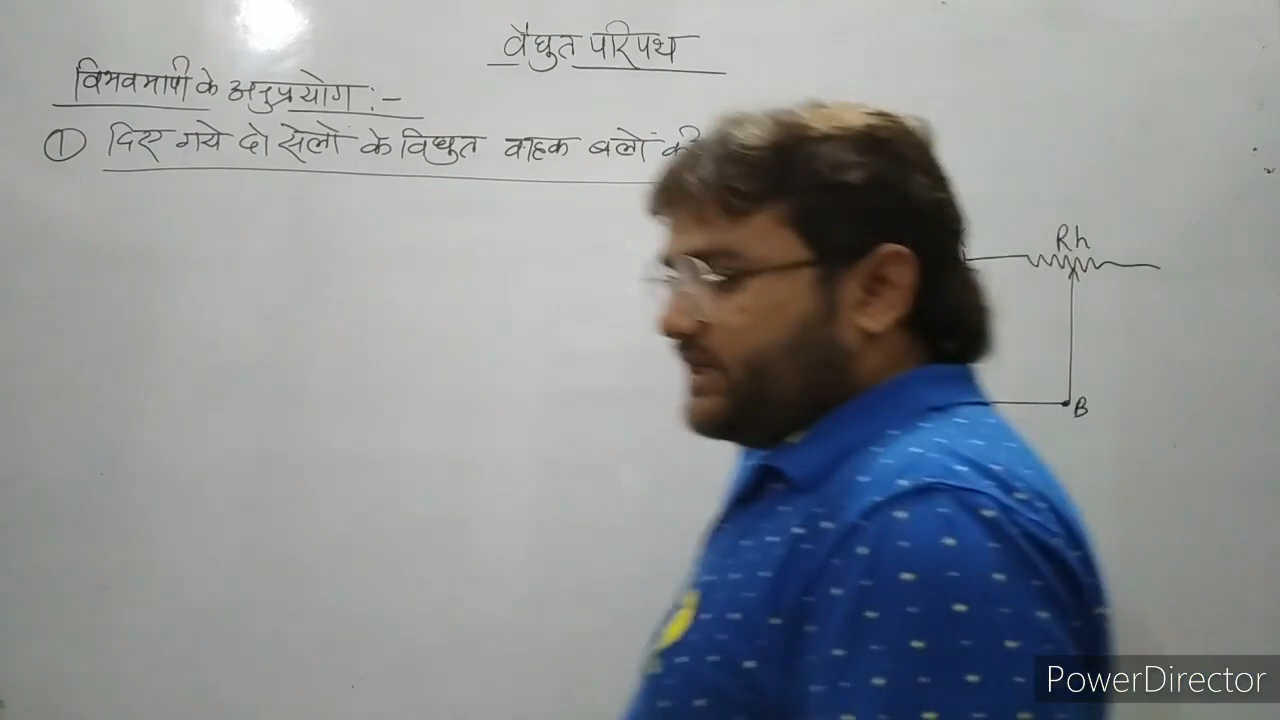 वैद्युत परिपथ
विभवमापी के अनुप्रयोग :-
① दिए गये दो सेलों के विद्युत वाहक बलों की
Rh
B
PowerDirector